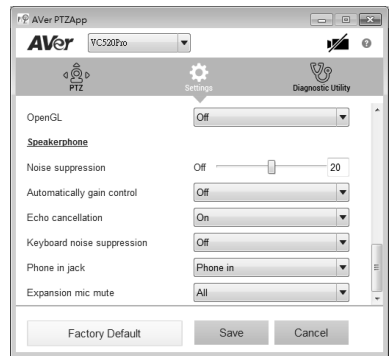 AVer PTZApp
AVer VC520Pro
PTZ Settings Diagnostic Utility
OpenGL Off
Speakerphone
Noise suppression Off 20
Automatically gain control Off
Echo cancellation On
Keyboard noise suppression Off
Phone in jack Phone in
Expansion mic mute All
Factory Default Save Cancel